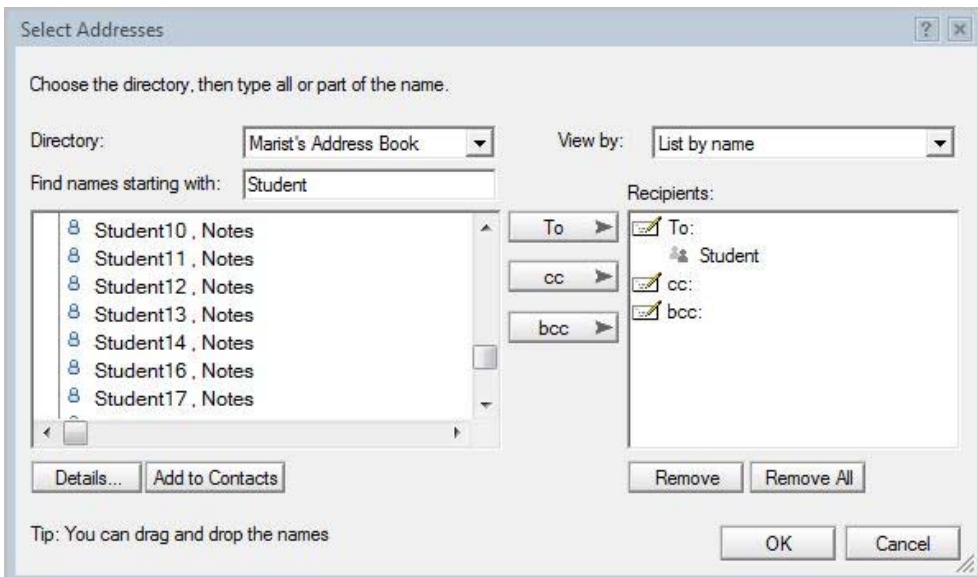 Select Addresses
Choose the directory, then type all or part of the name.
Directory: Marist's Address Book View by: List by name
Find names starting with: Student
Recipients:
Student10 , Notes
Student11 , Notes
Student12 , Notes
Student13 , Notes
Student14 , Notes
Student16 , Notes
Student17 , Notes
To
cc
bcc
To:
Student
cc:
bcc:
Details... Add to Contacts Remove Remove All
Tip: You can drag and drop the names
OK Cancel